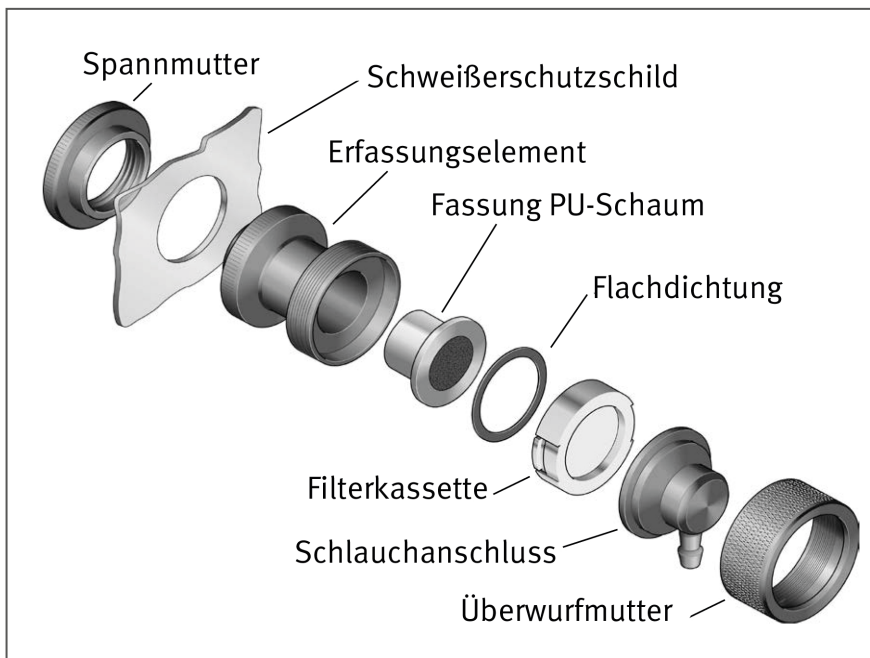 Spannmutter
Schweißerschutzschild
Erfassungselement
Fassung PU-Schaum
Flachdichtung
Filterkassette
Schlauchanschluss
Überwurfmutter